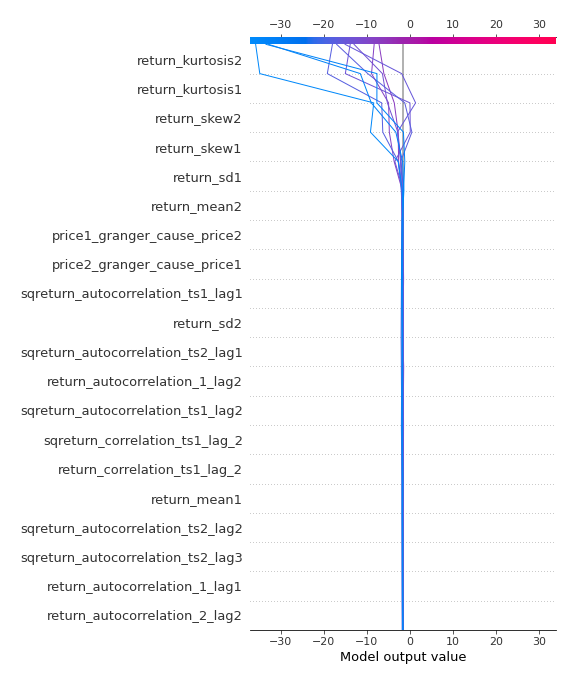 −30 −20 −10 0 10 20 30
return_kurtosis2
return_kurtosis1
return_skew2
return_skew1
return_sd1
return_mean2
price1_granger_cause_price2
price2_granger_cause_price1
sqreturn_autocorrelation_ts1_lag1
return_sd2
sqreturn_autocorrelation_ts2_lag1
return_autocorrelation_1_lag2
sqreturn_autocorrelation_ts1_lag2
sqreturn_correlation_ts1_lag_2
return_correlation_ts1_lag_2
return_mean1
sqreturn_autocorrelation_ts2_lag2
sqreturn_autocorrelation_ts2_lag3
return_autocorrelation_1_lag1
return_autocorrelation_2_lag2
−30 −20 −10 0 10 20 30
Model output value